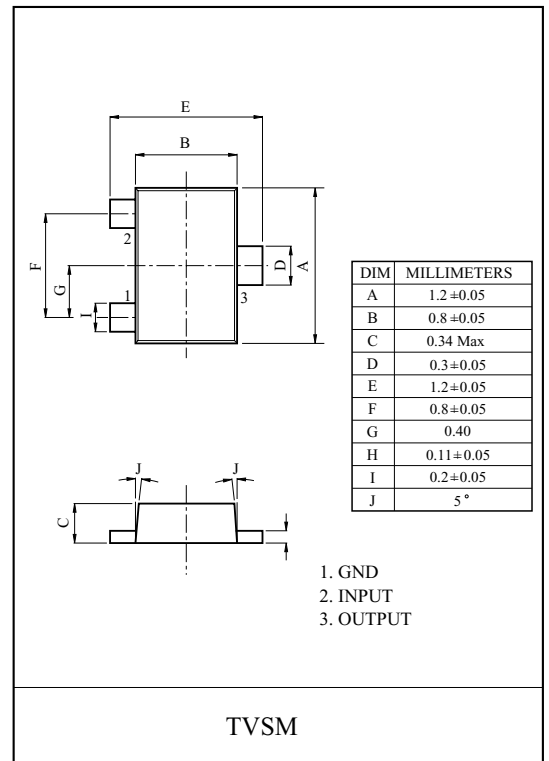 E
B
2
F
D
A
G
1
3
I
DIM MILLIMETERS
A 1.2 ±0.05
B 0.8 ±0.05
C 0.34 Max
D 0.3±0.05
E 1.2±0.05
F 0.8±0.05
G 0.40
H 0.11±0.05
I 0.2±0.05
J 5°
J J
C
1. GND
2. INPUT
3. OUTPUT
TVSM